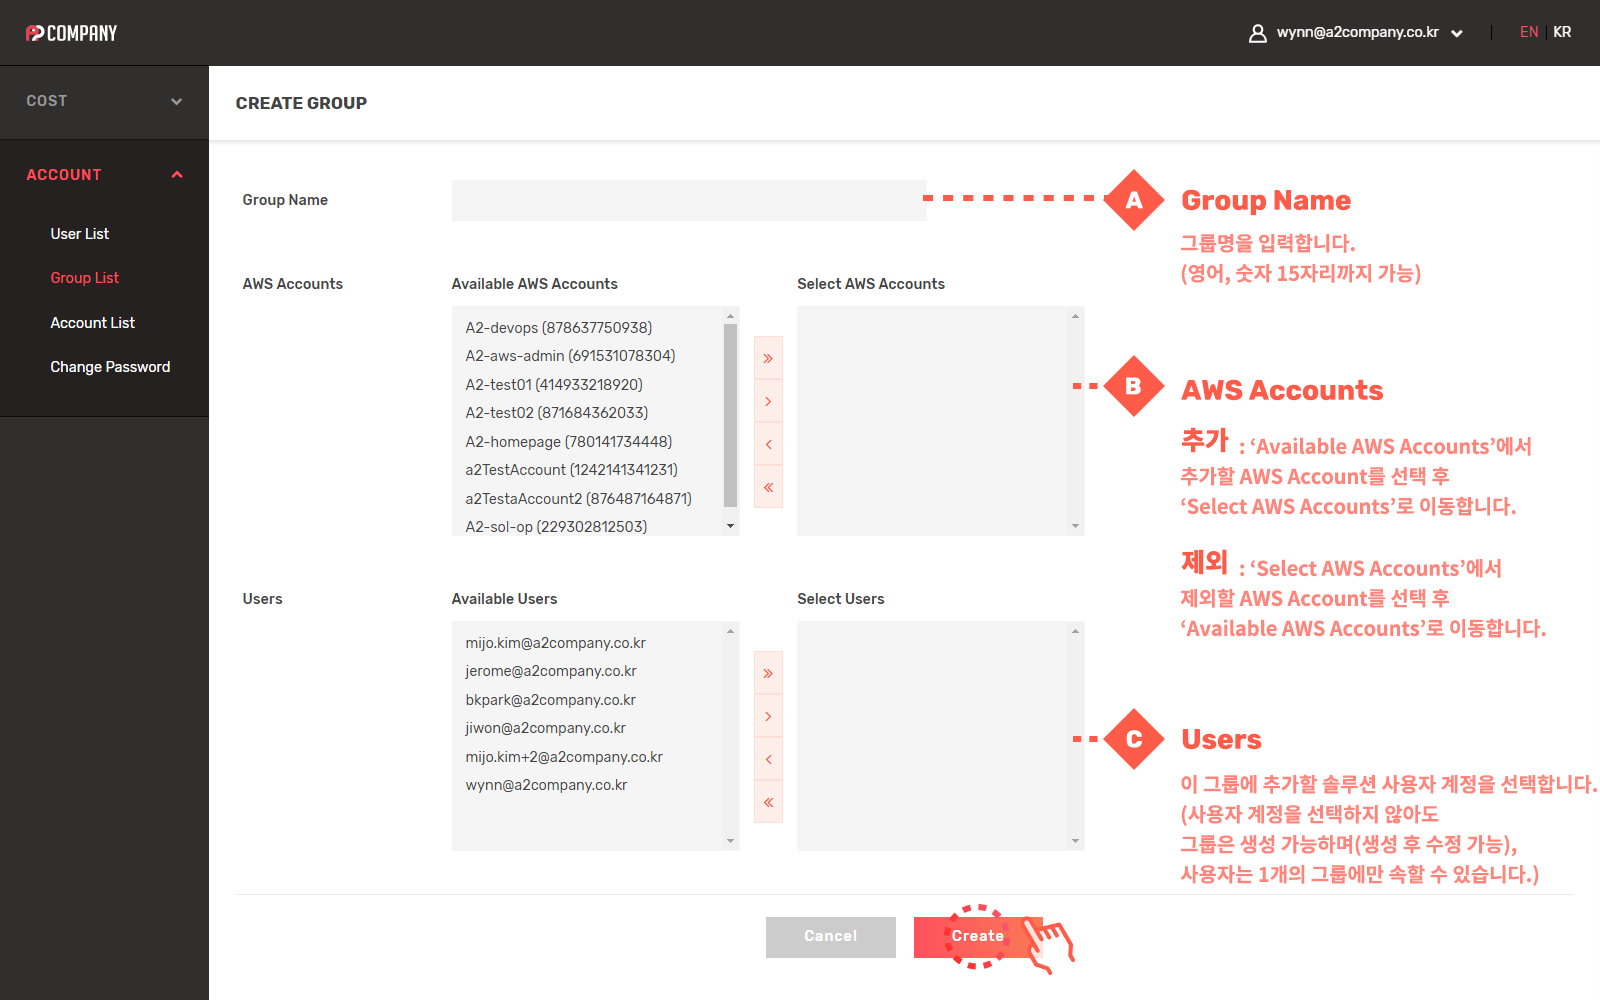 A2 COMPANY
wynn@a2company.co.kr
EN
KR
COST
ACCOUNT
User List
Group List
Account List
Change Password
CREATE GROUP
Group Name
A
Group Name
그룹명을 입력합니다.
(영어, 숫자 15자리까지 가능)
AWS Accounts
Available AWS Accounts
A2-devops (878637750938)
A2-aws-admin (691531078304)
A2-test01 (414933218920)
A2-test02 (871684362033)
A2-homepage (780141734448)
a2TestAccount (1242141341231)
a2TestaAccount2 (876487164871)
A2-sol-op (229302812503)
Select AWS Accounts
B
AWS Accounts
추가 : ‘Available AWS Accounts’에서
추가할 AWS Account를 선택 후
‘Select AWS Accounts’로 이동합니다.
제외 : ‘Select AWS Accounts’에서
제외할 AWS Account를 선택 후
‘Available AWS Accounts’로 이동합니다.
Users
Available Users
mijo.kim@a2company.co.kr
jerome@a2company.co.kr
bkpark@a2company.co.kr
jiwon@a2company.co.kr
mijo.kim+2@a2company.co.kr
wynn@a2company.co.kr
Select Users
C
Users
이 그룹에 추가할 솔루션 사용자 계정을 선택합니다.
(사용자 계정을 선택하지 않아도
그룹은 생성 가능하며(생성 후 수정 가능),
사용자는 1개의 그룹에만 속할 수 있습니다.)
Cancel
Create